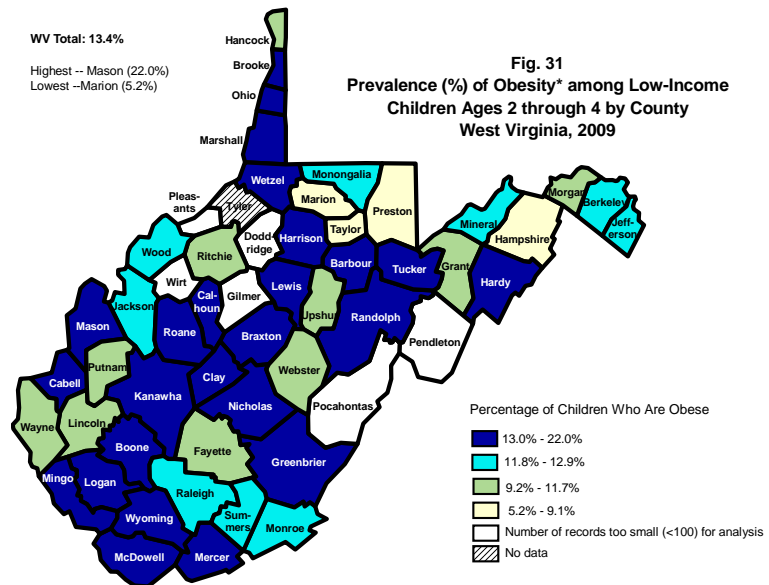 WV Total: 13.4%
Highest -- Mason (22.0%)
Lowest --Marion (5.2%)
Fig. 31
Prevalence (%) of Obesity* among Low-Income
Children Ages 2 through 4 by County
West Virginia, 2009
Hancock
Brooke
Ohio
Marshall
Wetzel
Monongalia
Marion
Preston
Pleas-
ants
Tyler
Taylor
Dodd-
ridge
Harrison
Morgan
Berkeley
Jeff-
erson
Mineral
Hampshire
Wood
Ritchie
Barbour
Tucker
Grant
Hardy
Wirt
Cal-
houn
Gilmer
Lewis
Upshur
Randolph
Jackson
Mason
Roane
Braxton
Pendleton
Putnam
Webster
Cabell
Kanawha
Clay
Nicholas
Pocahontas
Wayne
Lincoln
Boone
Fayette
Greenbrier
Mingo
Logan
Raleigh
Sum-
mers
Monroe
Wyoming
McDowell
Mercer
Percentage of Children Who Are Obese
13.0% - 22.0%
11.8% - 12.9%
9.2% - 11.7%
5.2% - 9.1%
Number of records too small (<100) for analysis
No data